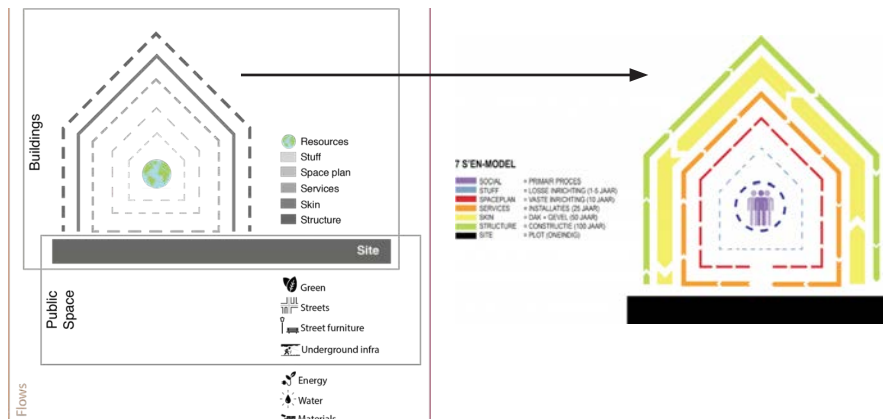 Buildings
Resources
Stuff
Space plan
Services
Skin
Structure
Site
Public
Space
Green
Streets
Street furniture
Underground infra
Flows
Energy
Water
Materials
7 S'EN-MODEL
SOCIAL = PRIMAIR PROCES
STUFF = LOSSE INRICHTING (1-5 JAAR)
SPACEPLAN = VASTE INRICHTING (10 JAAR)
SERVICES = INSTALLATIES (25 JAAR)
SKIN = DAK + GEVEL (50 JAAR)
STRUCTURE = CONSTRUCTIE (100 JAAR)
SITE = PLOT (ONEINDIG)